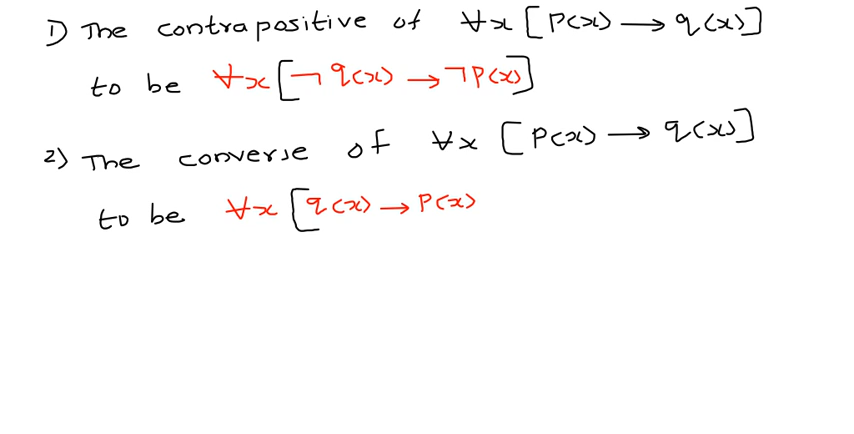 1) The contrapositive of ∀x [P(x) → q(x)]
to be ∀x[¬ q(x) → ¬P(x)]
2) The converse of ∀x [P(x) → q(x)]
to be ∀x [q(x) → P(x)